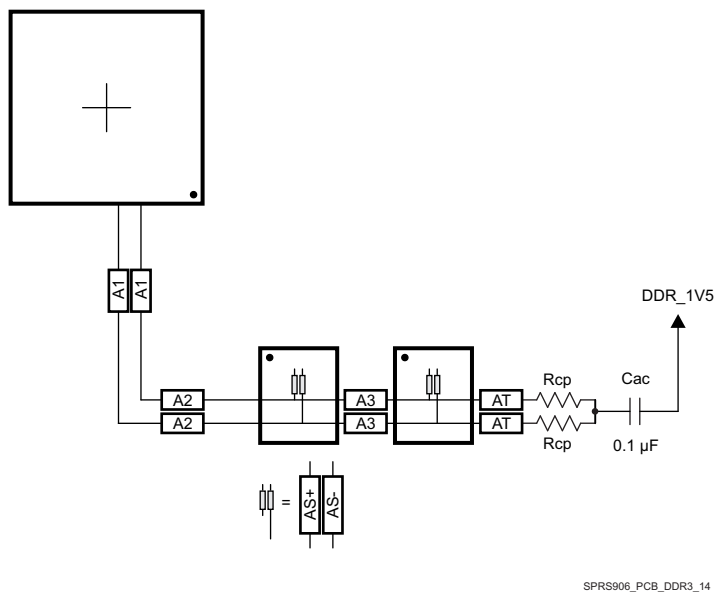 A1 A1
DDR_1V5
Rcp Cac
A2 A3 AT
A2 A3 AT
Rcp 0.1 µF
= AS+ AS-
SPRS906_PCB_DDR3_14